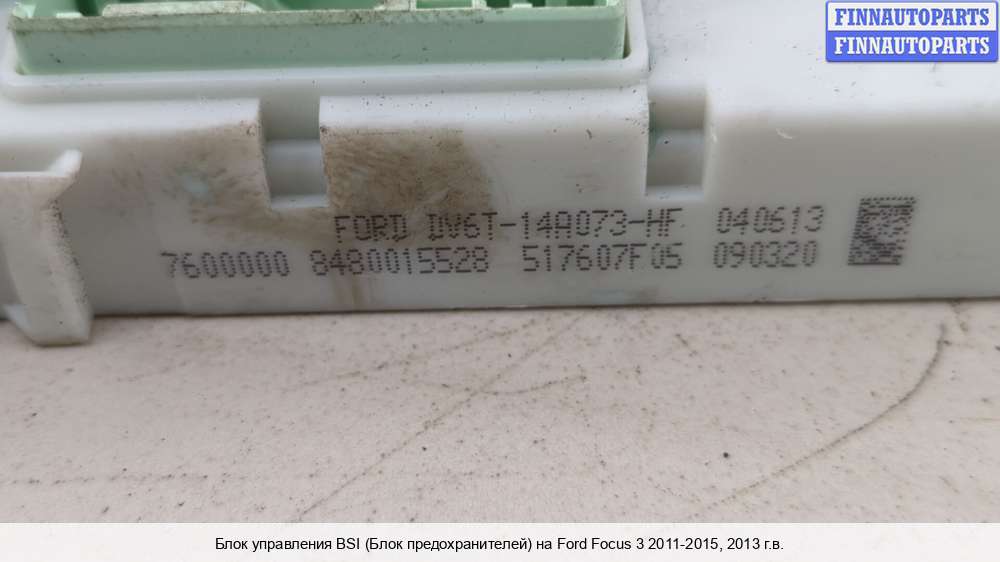 FINNAUTOPARTS
FINNAUTOPARTS
FORD DV6T-14A073-HF 040613
7600000 8480015528 517607F05 090320
Блок управления BSI (Блок предохранителей) на Ford Focus 3 2011-2015, 2013 г.в.